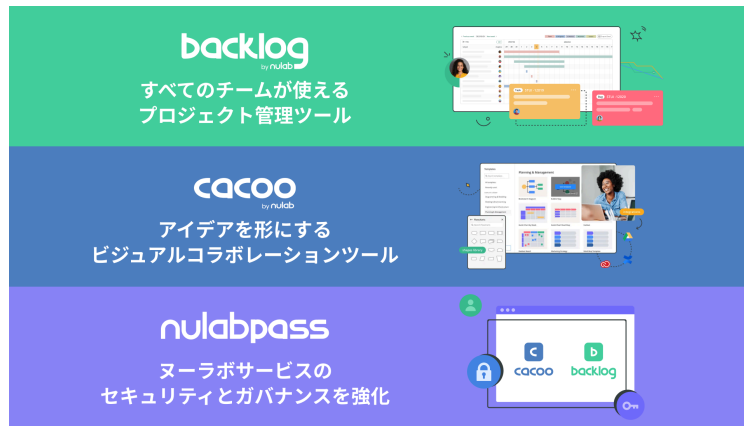 backlog
by nulab
すべてのチームが使える
プロジェクト管理ツール
cacoo
by nulab
アイデアを形にする
ビジュアルコラボレーションツール
Planning & Management
nulabpass
ヌーラボサービスの
セキュリティとガバナンスを強化
c
b
cacoo
backlog